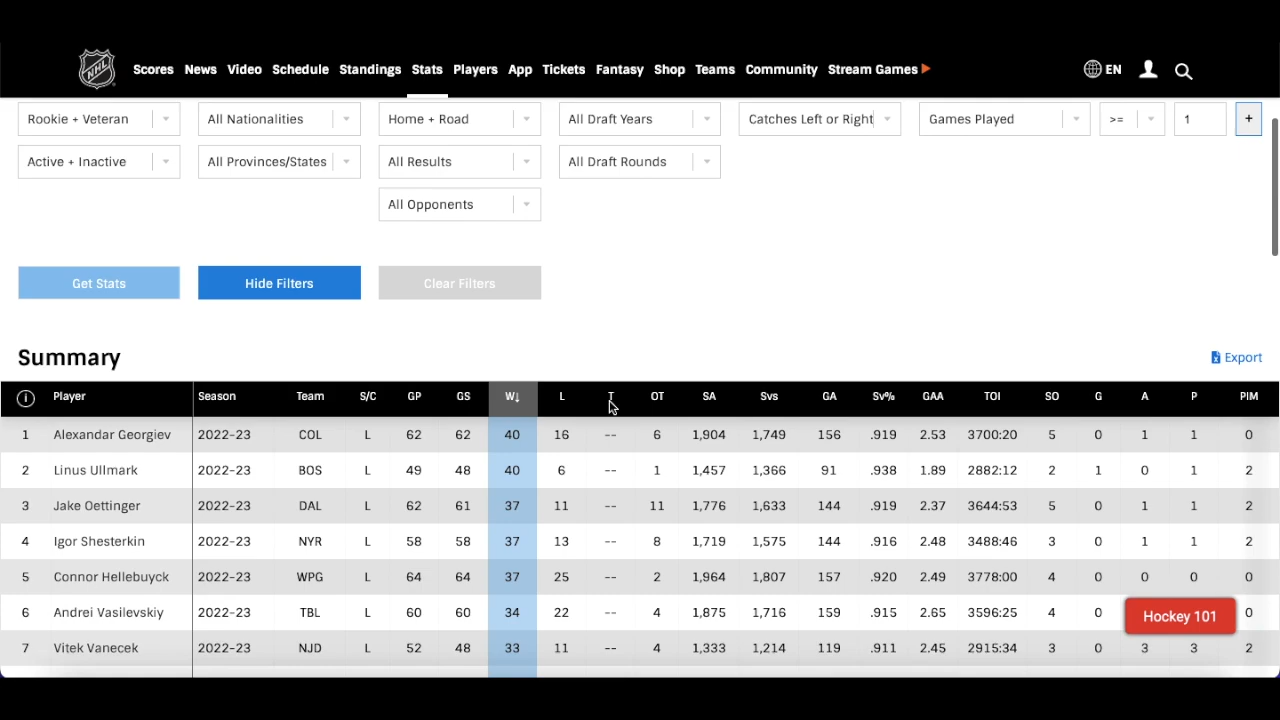 NHL Scores News Video Schedule Standings Stats Players App Tickets Fantasy Shop Teams Community Stream Games EN
Rookie + Veteran All Nationalities Home + Road All Draft Years Catches Left or Right Games Played >= 1 +
Active + Inactive All Provinces/States All Results All Draft Rounds
All Opponents
Get Stats Hide Filters Clear Filters
Summary Export
i Player Season Team S/C GP GS W↓ L T OT SA Svs GA Sv% GAA TOI SO G A P PIM
1 Alexandar Georgiev 2022-23 COL L 62 62 40 16 -- 6 1,904 1,749 156 .919 2.53 3700:20 5 0 1 1 0
2 Linus Ullmark 2022-23 BOS L 49 48 40 6 -- 1 1,457 1,366 91 .938 1.89 2882:12 2 1 0 1 2
3 Jake Oettinger 2022-23 DAL L 62 61 37 11 -- 11 1,776 1,633 144 .919 2.37 3644:53 5 0 1 1 2
4 Igor Shesterkin 2022-23 NYR L 58 58 37 13 -- 8 1,719 1,575 144 .916 2.48 3488:46 3 0 1 1 2
5 Connor Hellebuyck 2022-23 WPG L 64 64 37 25 -- 2 1,964 1,807 157 .920 2.49 3778:00 4 0 0 0 0
6 Andrei Vasilevskiy 2022-23 TBL L 60 60 34 22 -- 4 1,875 1,716 159 .915 2.65 3596:25 4 0 Hockey 101 0
7 Vitek Vanecek 2022-23 NJD L 52 48 33 11 -- 4 1,333 1,214 119 .911 2.45 2915:34 3 0 3 3 2